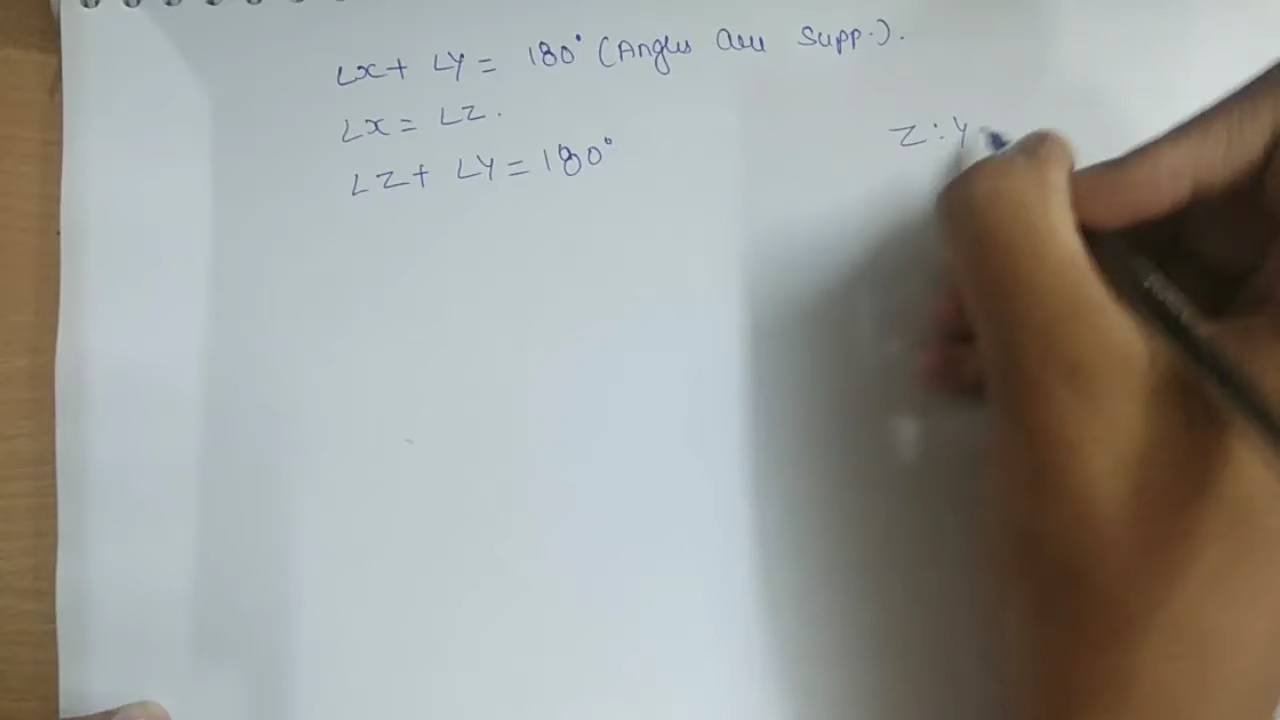 ∠x + ∠y = 180° (Angles are supp.).
∠x = ∠z.
∠z + ∠y = 180°
z : y